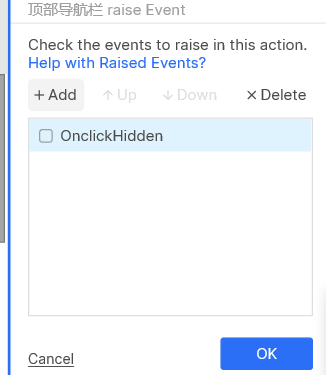 顶部导航栏 raise Event
Check the events to raise in this action.
Help with Raised Events?
+ Add ↑ Up ↓ Down × Delete
OnclickHidden
Cancel OK